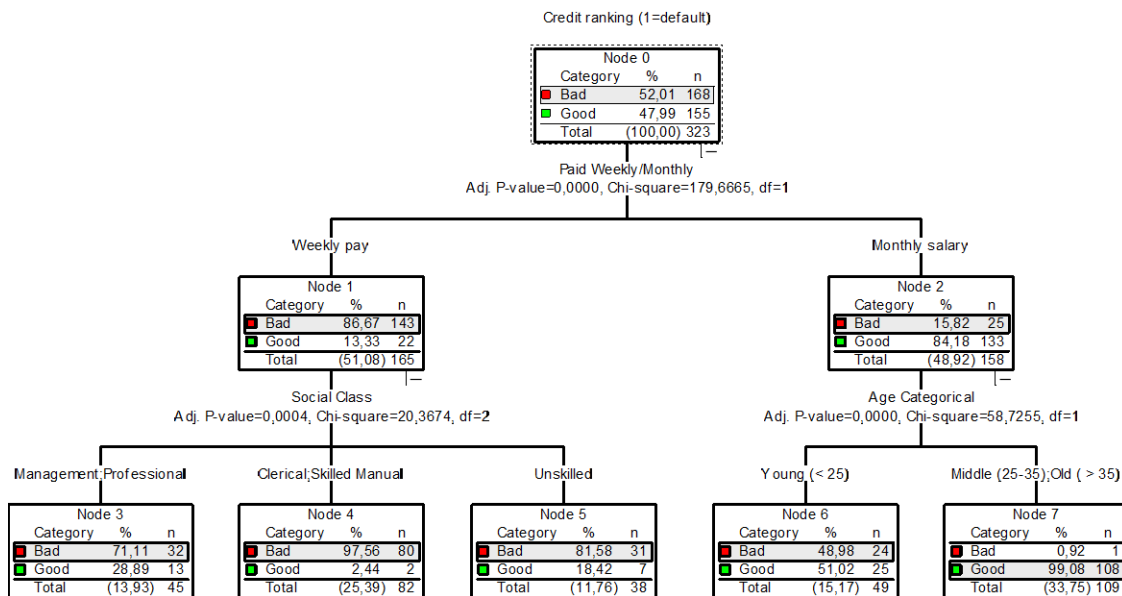 Credit ranking (1=default)
Node 0
Category % n
Bad 52,01 168
Good 47,99 155
Total (100,00) 323
Paid Weekly/Monthly
Adj. P-value=0,0000, Chi-square=179,6665, df=1
Weekly pay
Monthly salary
Node 1
Category % n
Bad 86,67 143
Good 13,33 22
Total (51,08) 165
Node 2
Category % n
Bad 15,82 25
Good 84,18 133
Total (48,92) 158
Social Class
Adj. P-value=0,0004, Chi-square=20,3674, df=2
Age Categorical
Adj. P-value=0,0000, Chi-square=58,7255, df=1
Management;Professional
Clerical;Skilled Manual
Unskilled
Young (< 25)
Middle (25-35);Old ( > 35)
Node 3
Category % n
Bad 71,11 32
Good 28,89 13
Total (13,93) 45
Node 4
Category % n
Bad 97,56 80
Good 2,44 2
Total (25,39) 82
Node 5
Category % n
Bad 81,58 31
Good 18,42 7
Total (11,76) 38
Node 6
Category % n
Bad 48,98 24
Good 51,02 25
Total (15,17) 49
Node 7
Category % n
Bad 0,92 1
Good 99,08 108
Total (33,75) 109